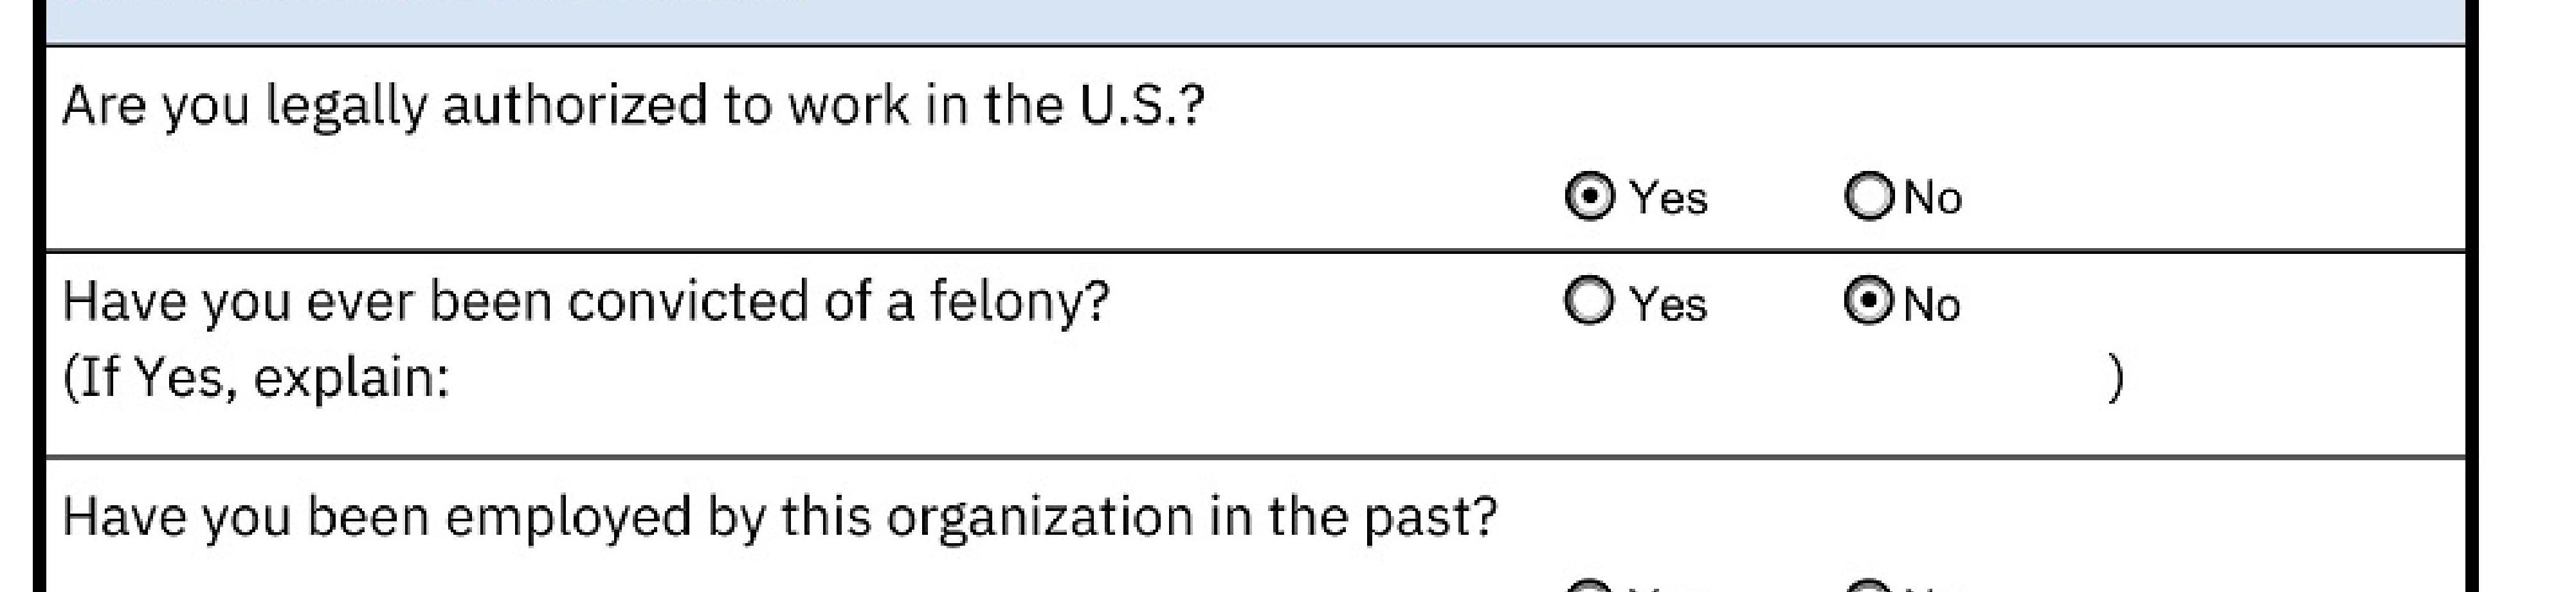 Are you legally authorized to work in the U.S.?
Yes No
Have you ever been convicted of a felony? Yes No
(If Yes, explain: )
Have you been employed by this organization in the past?